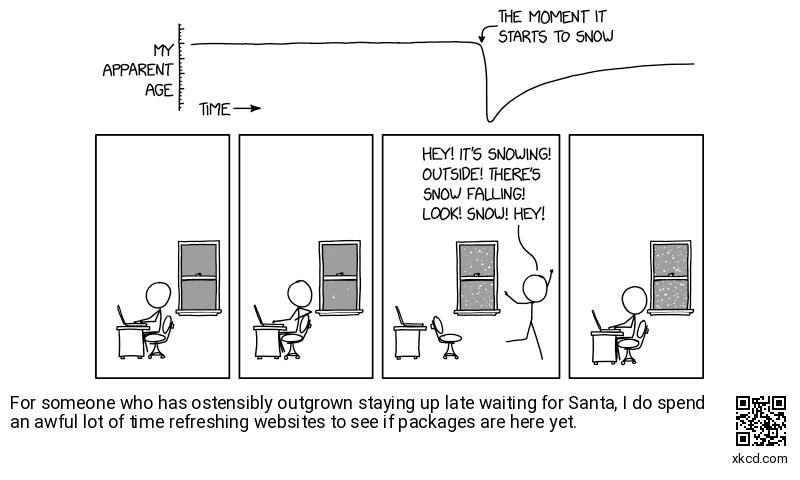 THE MOMENT IT
STARTS TO SNOW
MY
APPARENT
AGE
TIME
HEY! IT'S SNOWING!
OUTSIDE! THERE'S
SNOW FALLING!
LOOK! SNOW! HEY!
For someone who has ostensibly outgrown staying up late waiting for Santa, I do spend
an awful lot of time refreshing websites to see if packages are here yet.
xkcd.com